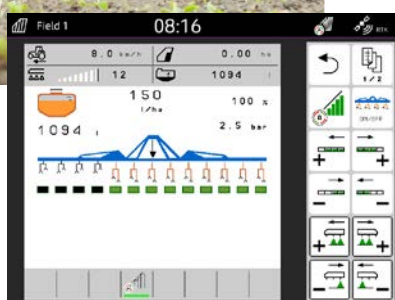 Field 1
08:16
RTK
8.0 km/h
0.00 ha
12
1094 l
1/2
150
l/ha
100 %
1094 l
2.5 bar
ON/OFF